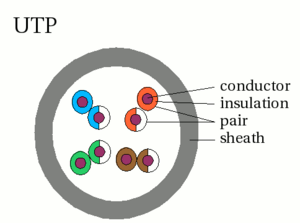 UTP
conductor
insulation
pair
sheath